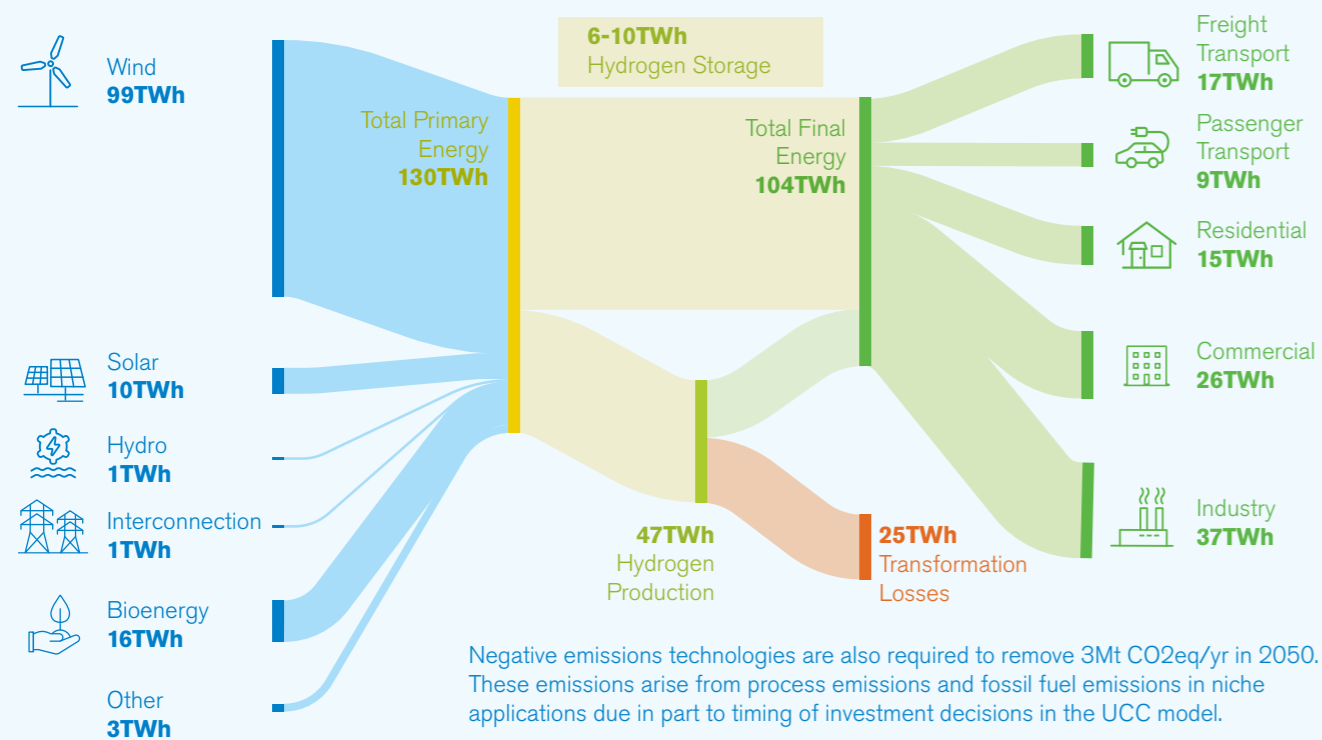 Wind
99TWh
Solar
10TWh
Hydro
1TWh
Interconnection
1TWh
Bioenergy
16TWh
Other
3TWh
Total Primary
Energy
130TWh
6-10TWh
Hydrogen Storage
47TWh
Hydrogen
Production
Total Final
Energy
104TWh
25TWh
Transformation
Losses
Freight
Transport
17TWh
Passenger
Transport
9TWh
Residential
15TWh
Commercial
26TWh
Industry
37TWh
Negative emissions technologies are also required to remove 3Mt CO2eq/yr in 2050.
These emissions arise from process emissions and fossil fuel emissions in niche
applications due in part to timing of investment decisions in the UCC model.